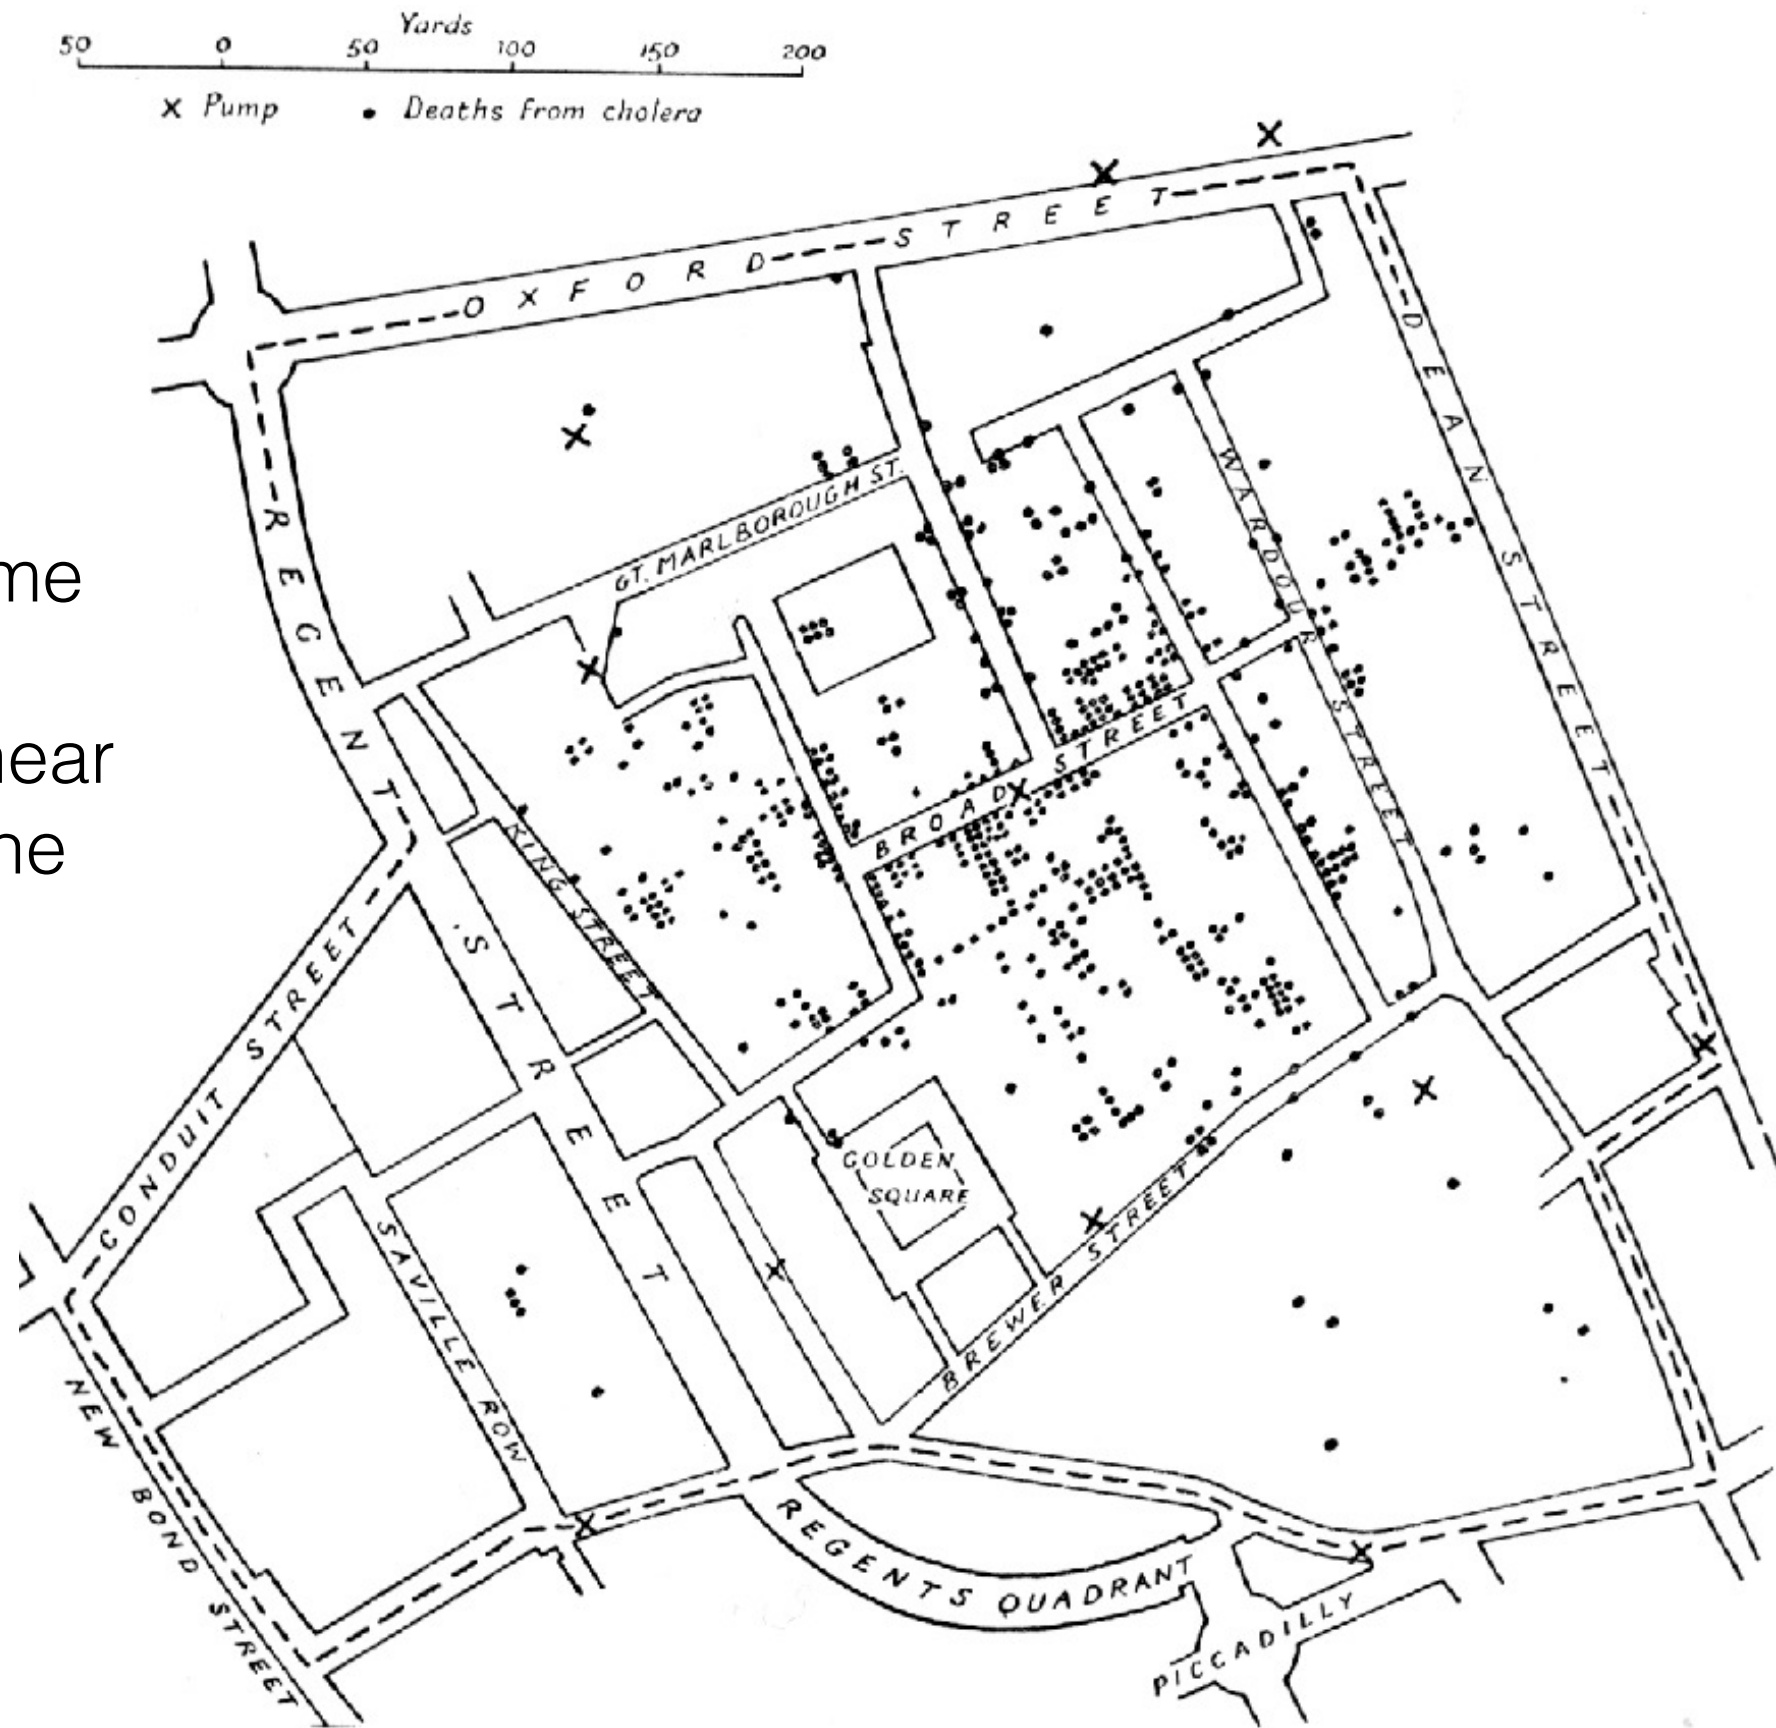 Yards
50 0 50 100 150 200
x Pump • Deaths from cholera
OXFORD STREET
DEAN STREET
WARDOUR STREET
GT. MARLBOROUGH ST.
REGENT STREET
me
near
ne
BROAD STREET
KING STREET
CONDUIT STREET
GOLDEN
SQUARE
SAVILLE ROW
BREWER STREET
NEW BOND STREET
REGENTS QUADRANT
PICCADILLY